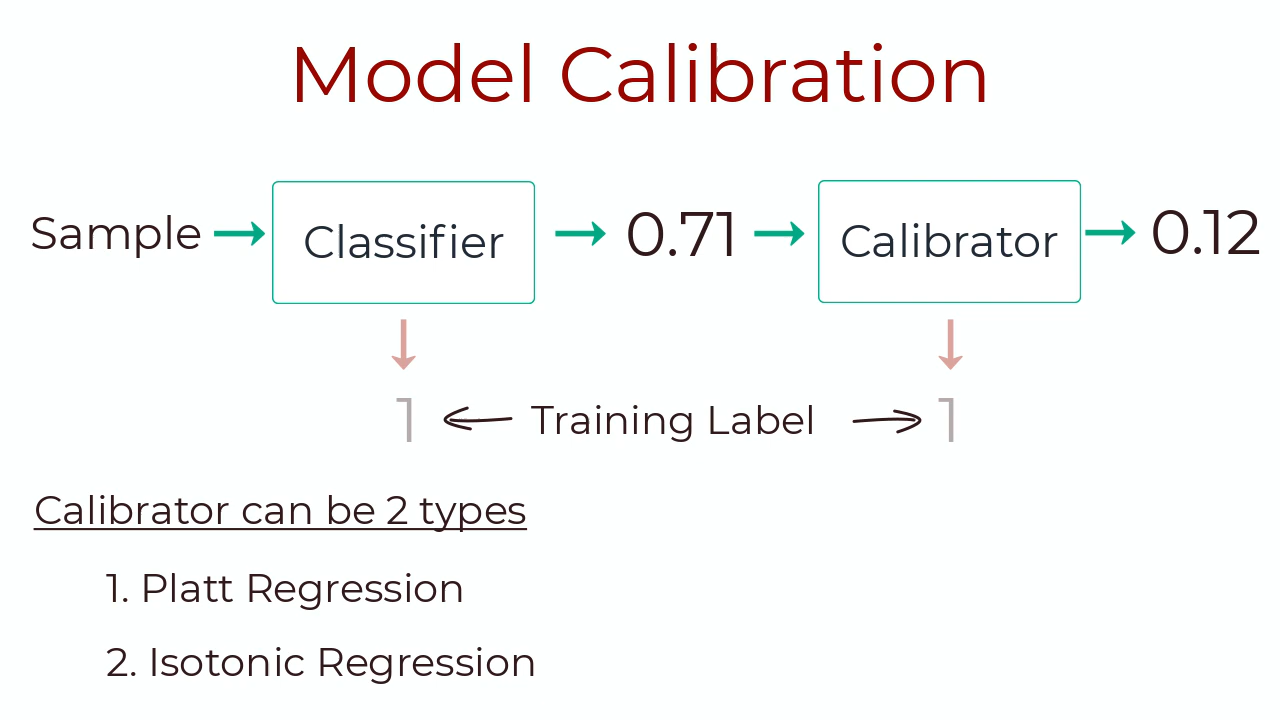 Model Calibration
Sample Classifier 0.71 Calibrator 0.12
1 Training Label 1
Calibrator can be 2 types
1. Platt Regression
2. Isotonic Regression